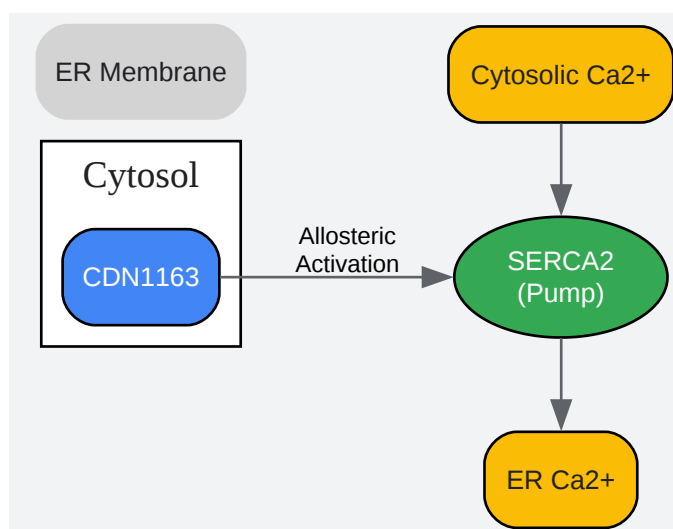 ER Membrane
Cytosolic Ca2+
Cytosol
CDN1163
Allosteric
Activation
SERCA2
(Pump)
ER Ca2+